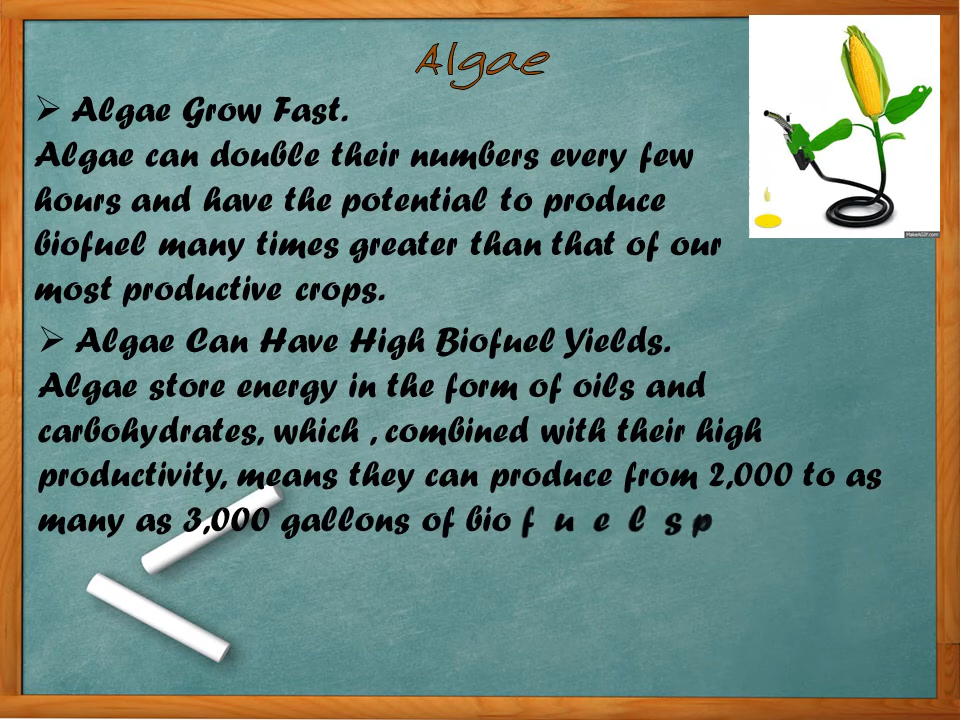 Algae
➢ Algae Grow Fast.
Algae can double their numbers every few
hours and have the potential to produce
biofuel many times greater than that of our
most productive crops.
➢ Algae Can Have High Biofuel Yields.
Algae store energy in the form of oils and
carbohydrates, which , combined with their high
productivity, means they can produce from 2,000 to as
many as 3,000 gallons of bio f u e l s p
MakeAGif.com